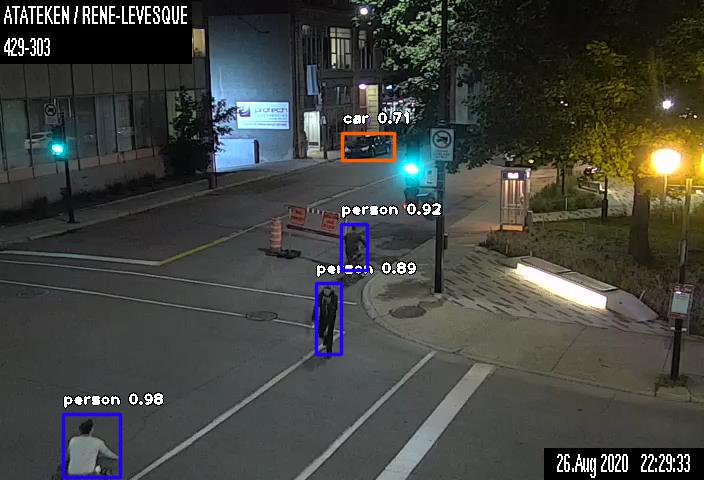 ATATEKEN / RENE-LEVESQUE
429-303
protech
car 0.71
person 0.92
person 0.89
person 0.98
26.Aug 2020 22:29:33